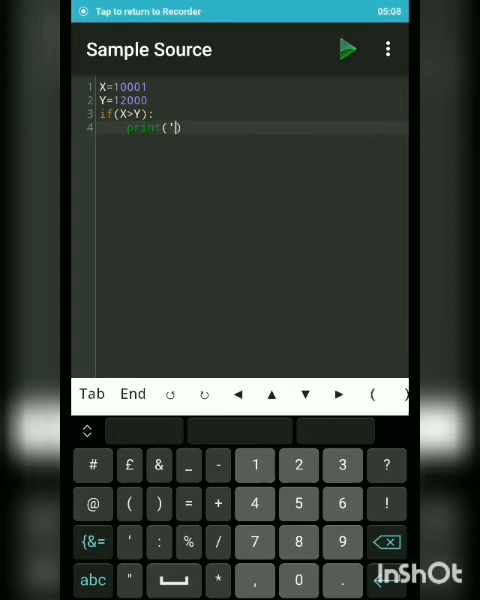 Tap to return to Recorder 05:08
Sample Source
1 X=10001
2 Y=12000
3 if(X>Y):
4     print(')
Tab End ↺ ↻ ◄ ▲ ▼ ► ( )
# £ & _ - 1 2 3 ?
@ ( ) = + 4 5 6 !
{&= ' : % / 7 8 9
abc " * , 0 .
InShOt